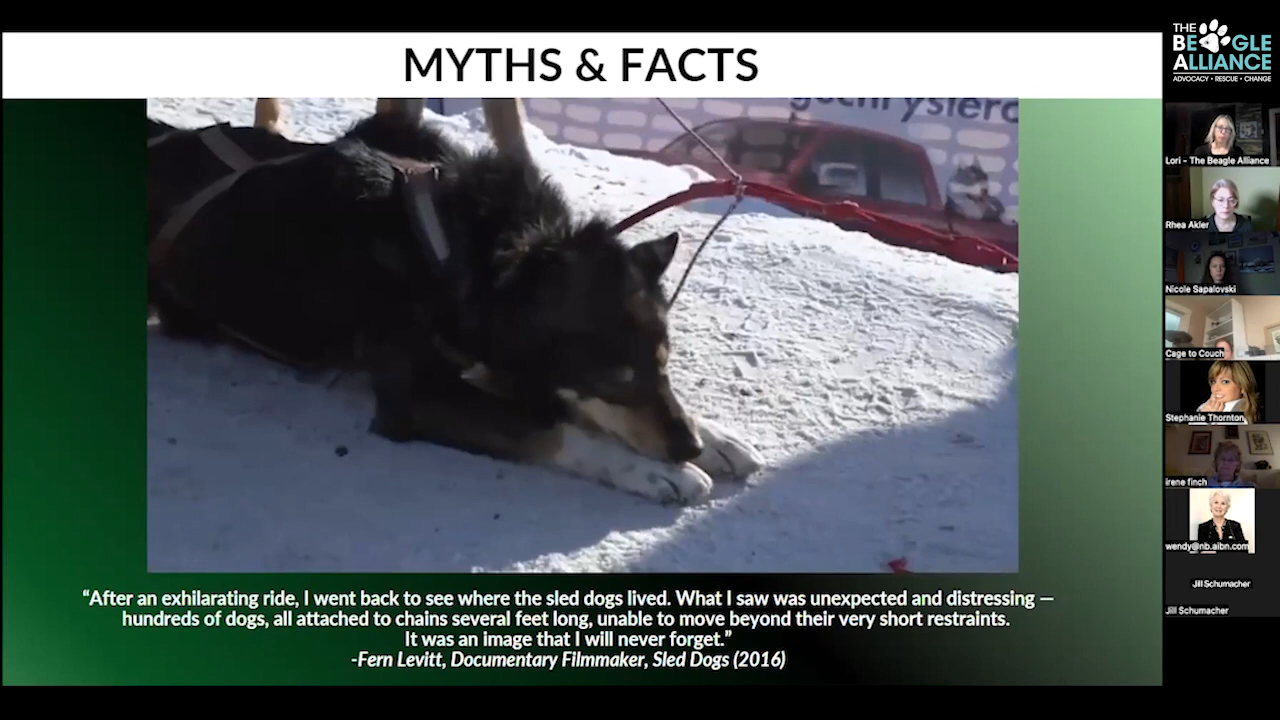 MYTHS & FACTS
“After an exhilarating ride, I went back to see where the sled dogs lived. What I saw was unexpected and distressing —
hundreds of dogs, all attached to chains several feet long, unable to move beyond their very short restraints.
It was an image that I will never forget.”
-Fern Levitt, Documentary Filmmaker, Sled Dogs (2016)
THE
BEAGLE
ALLIANCE
ADVOCACY • RESCUE • CHANGE
Lori - The Beagle Alliance
Rhea Akler
Nicole Sapalovski
Cage to Couch
Stephanie Thornton
irene finch
wendy@nb.aibn.com
Jill Schumacher
Jill Schumacher